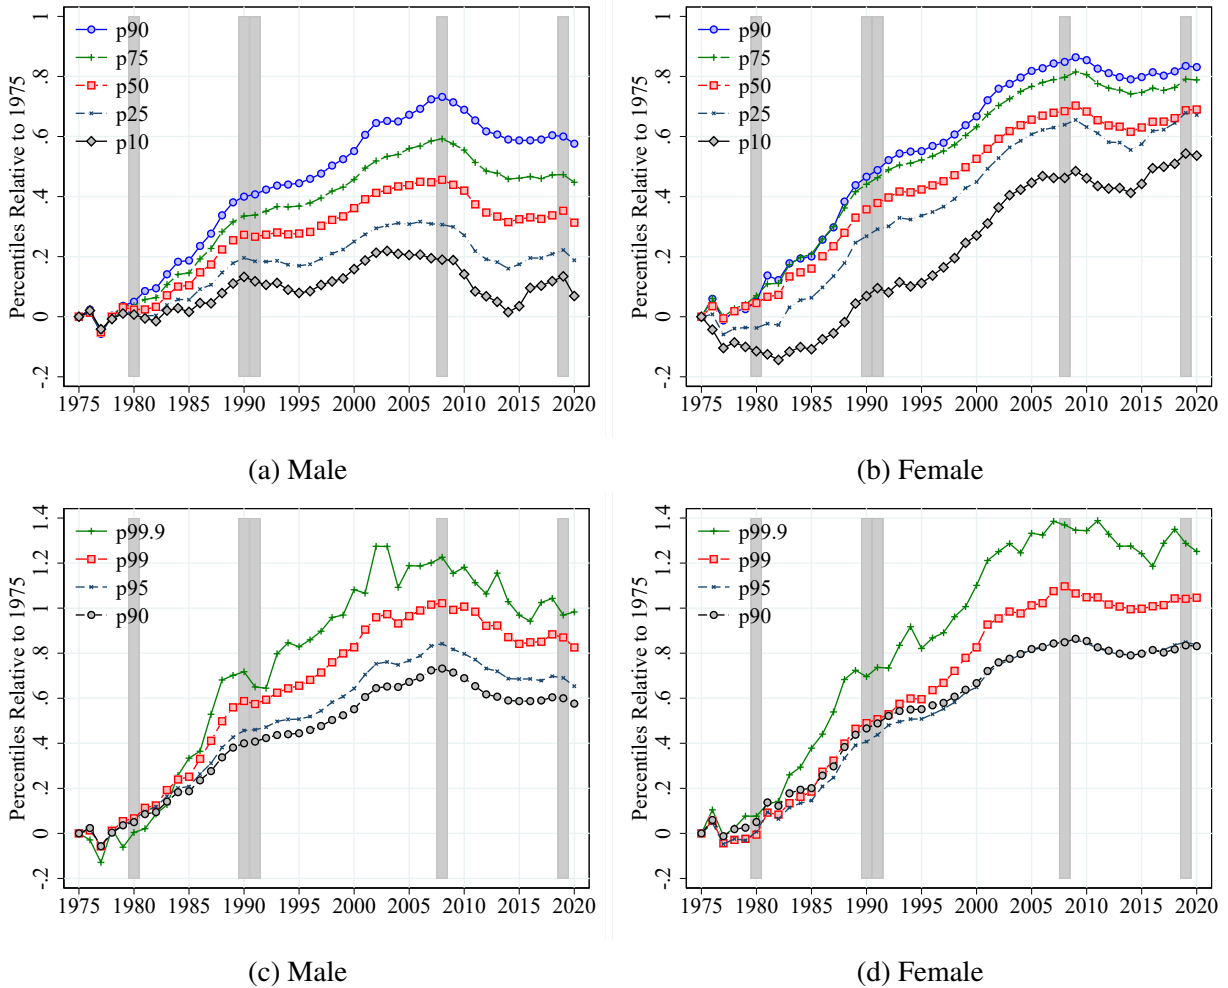 1
.8
.6
.4
.2
0
-.2
Percentiles Relative to 1975
p90
p75
p50
p25
p10
1975 1980 1985 1990 1995 2000 2005 2010 2015 2020
(a) Male
1
.8
.6
.4
.2
0
-.2
Percentiles Relative to 1975
p90
p75
p50
p25
p10
1975 1980 1985 1990 1995 2000 2005 2010 2015 2020
(b) Female
1.4
1.2
1
.8
.6
.4
.2
0
-.2
Percentiles Relative to 1975
p99.9
p99
p95
p90
1975 1980 1985 1990 1995 2000 2005 2010 2015 2020
(c) Male
1.4
1.2
1
.8
.6
.4
.2
0
-.2
Percentiles Relative to 1975
p99.9
p99
p95
p90
1975 1980 1985 1990 1995 2000 2005 2010 2015 2020
(d) Female